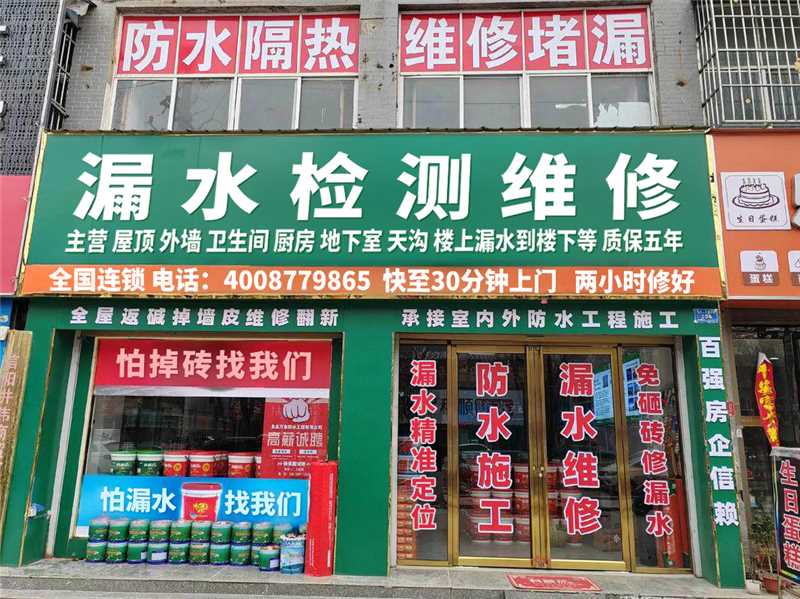 防水隔热 维修堵漏
漏水检测维修
主营 屋顶 外墙 卫生间 厨房 地下室 天沟 楼上漏水到楼下等 质保五年
全国连锁 电话：4008779865 快至30分钟上门 两小时修好
全屋返碱掉墙皮维修翻新
承接室内外防水工程施工
怕掉砖找我们
高薪诚聘
怕漏水 找我们
漏水精准定位
防水施工
漏水维修
免砸砖修漏水
百强房企信赖
生日蛋糕
蛋糕
生日蛋糕